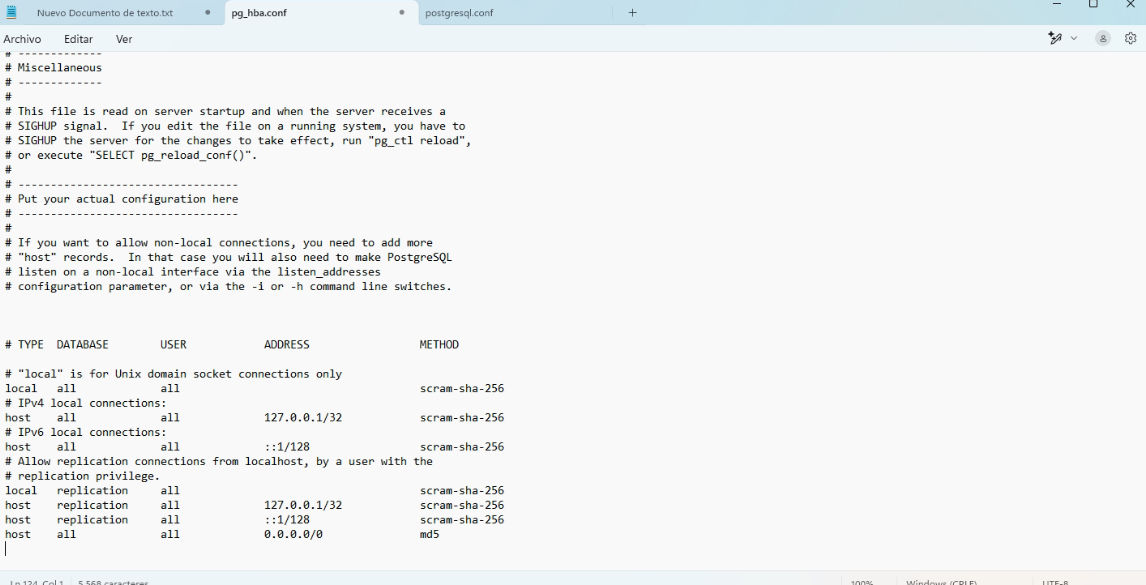 Nuevo Documento de texto.txt
pg_hba.conf
postgresql.conf
Archivo Editar Ver
# -------------
# Miscellaneous
# -------------
#
# This file is read on server startup and when the server receives a
# SIGHUP signal.  If you edit the file on a running system, you have to
# SIGHUP the server for the changes to take effect, run "pg_ctl reload",
# or execute "SELECT pg_reload_conf()".
#
# ----------------------------------
# Put your actual configuration here
# ----------------------------------
#
# If you want to allow non-local connections, you need to add more
# "host" records.  In that case you will also need to make PostgreSQL
# listen on a non-local interface via the listen_addresses
# configuration parameter, or via the -i or -h command line switches.
# TYPE  DATABASE        USER            ADDRESS                 METHOD
# "local" is for Unix domain socket connections only
local   all             all                                     scram-sha-256
# IPv4 local connections:
host    all             all             127.0.0.1/32            scram-sha-256
# IPv6 local connections:
host    all             all             ::1/128                 scram-sha-256
# Allow replication connections from localhost, by a user with the
# replication privilege.
local   replication     all                                     scram-sha-256
host    replication     all             127.0.0.1/32            scram-sha-256
host    replication     all             ::1/128                 scram-sha-256
host    all             all             0.0.0.0/0               md5
Ln 124, Col 1 5.568 caracteres 100% Windows (CRLF) UTF-8